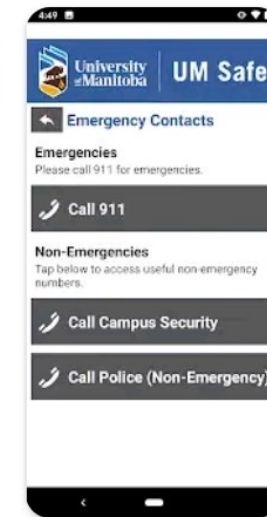 4:49
University
of Manitoba
UM Safe
Emergency Contacts
Emergencies
Please call 911 for emergencies.
Call 911
Non-Emergencies
Tap below to access useful non-emergency
numbers.
Call Campus Security
Call Police (Non-Emergency)